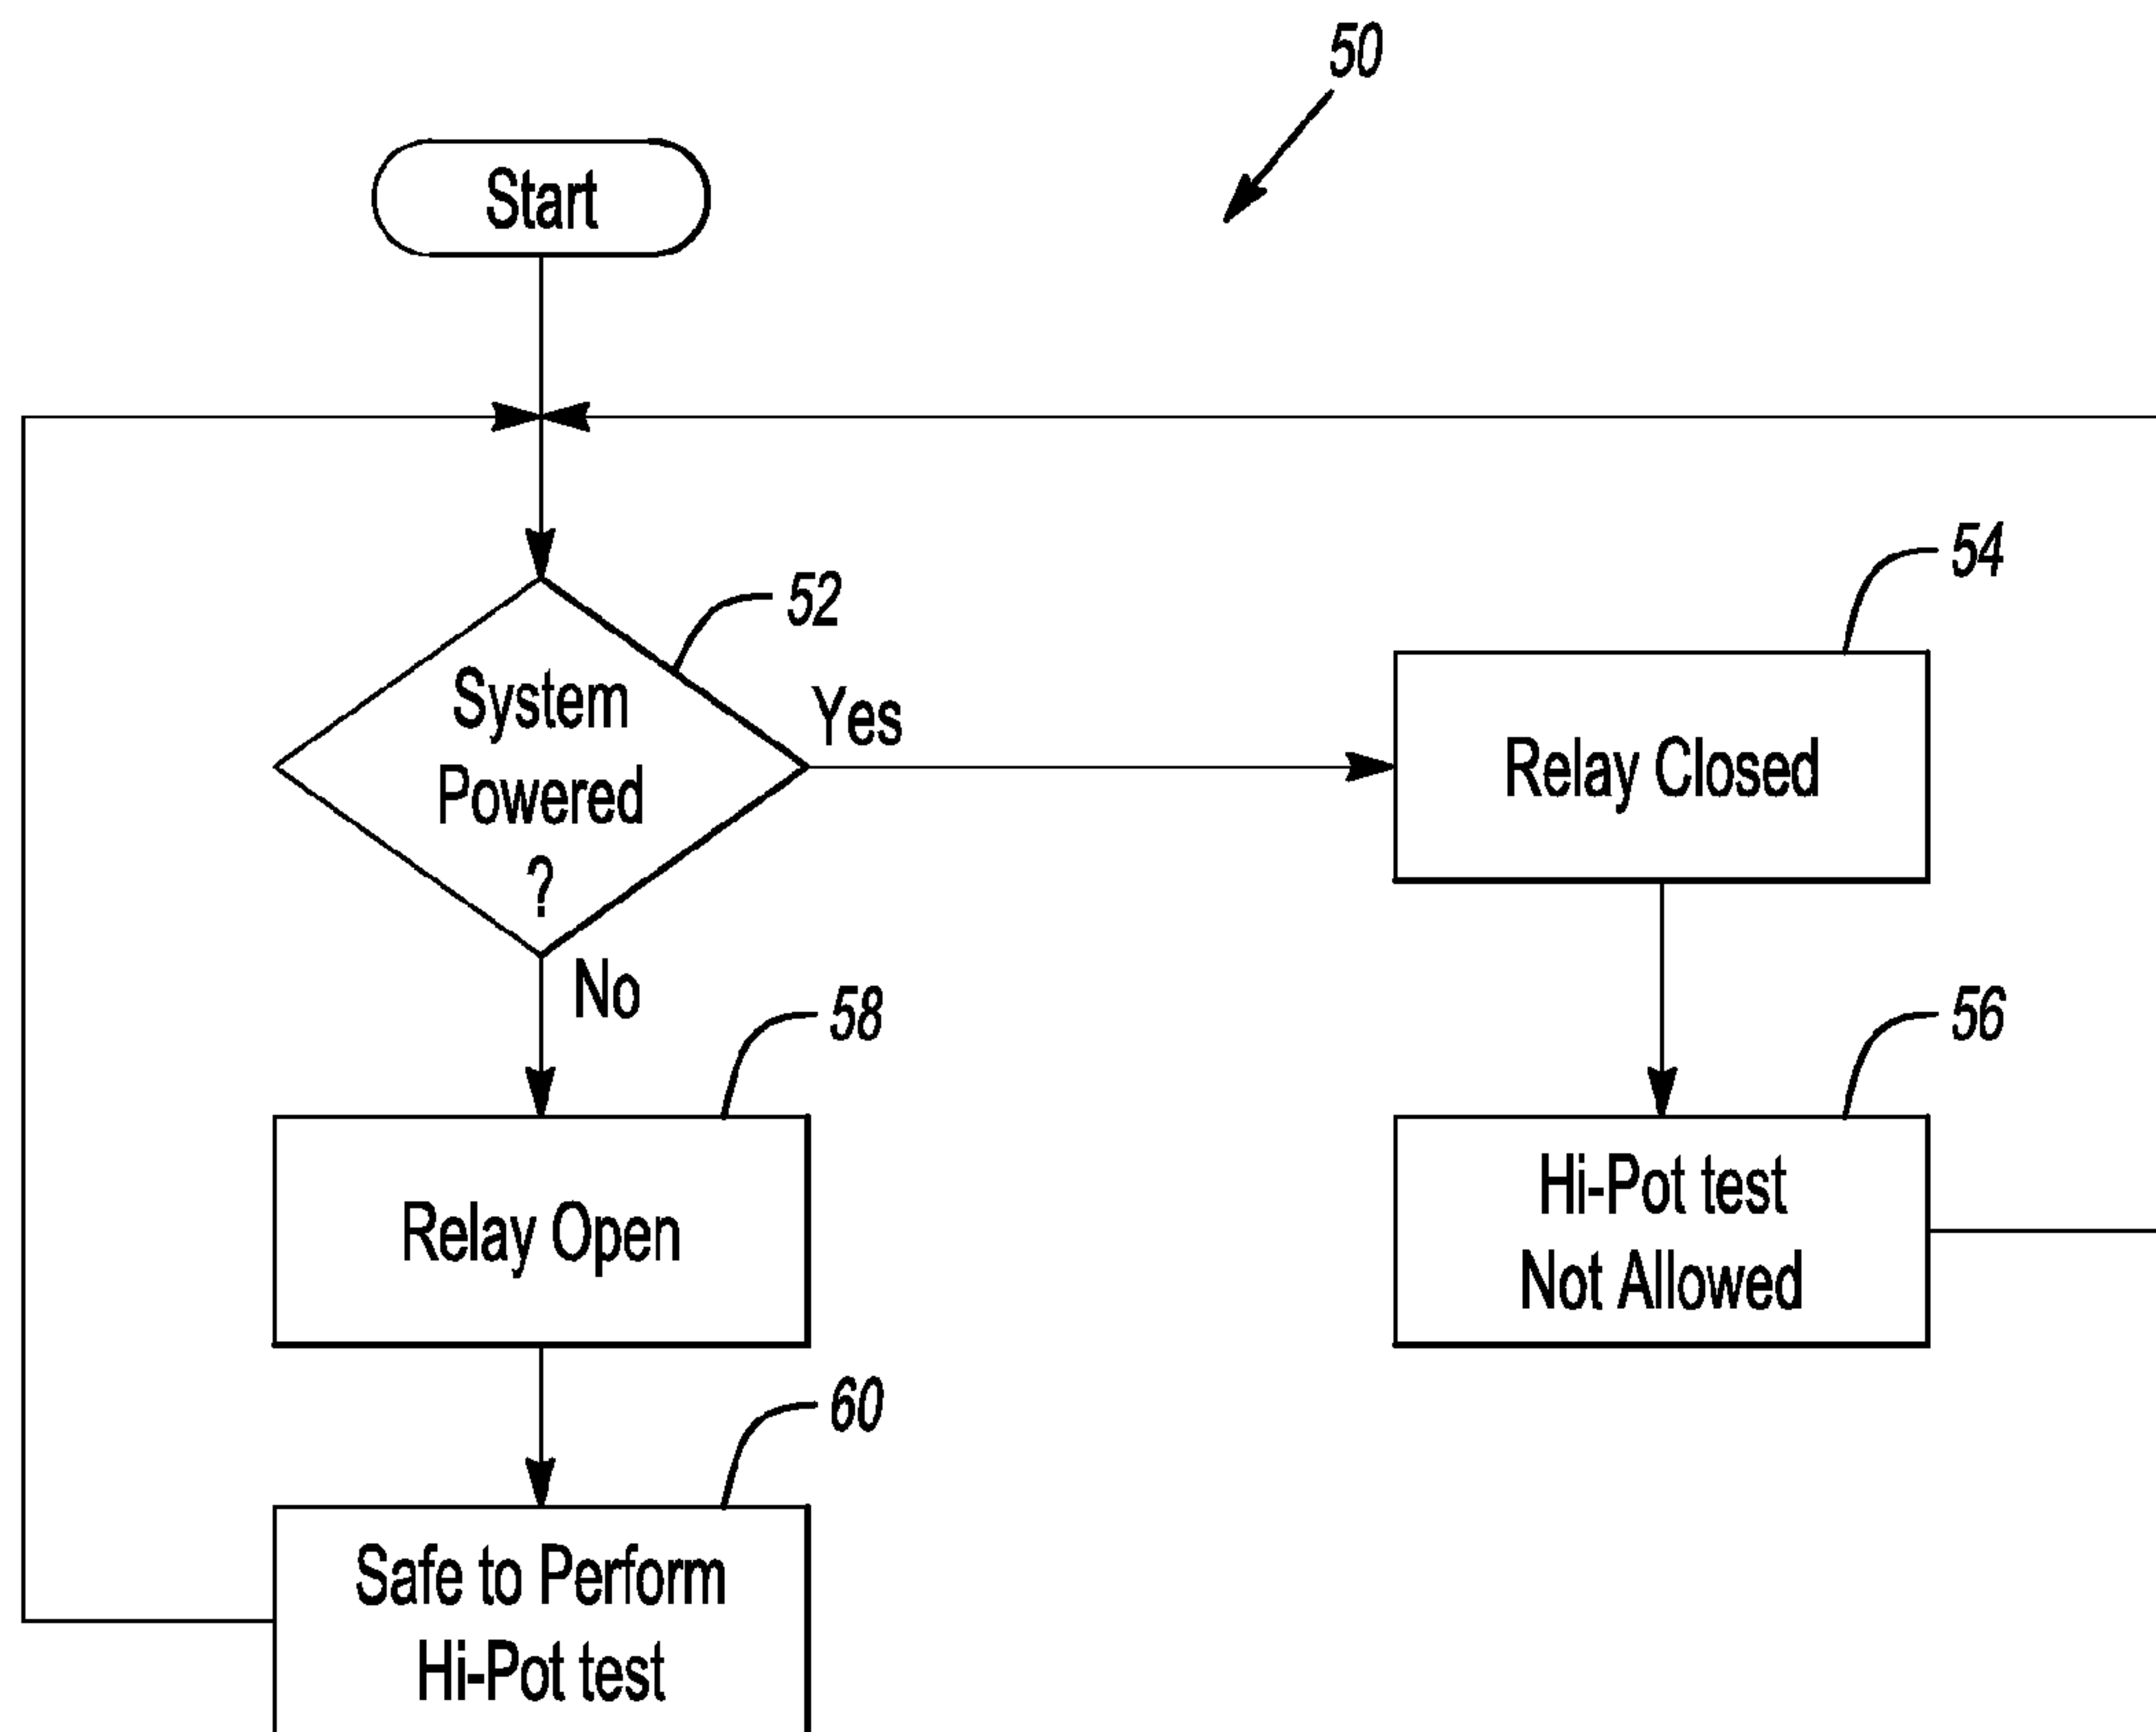 50
Start
52
System
Powered
?
Yes
No
54
Relay Closed
58
Relay Open
56
Hi-Pot test
Not Allowed
60
Safe to Perform
Hi-Pot test